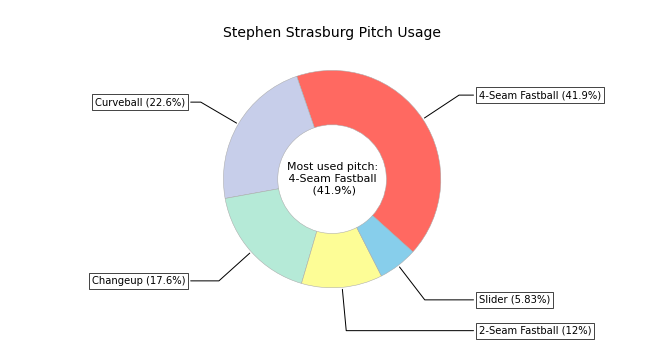 Stephen Strasburg Pitch Usage
Curveball (22.6%)
4-Seam Fastball (41.9%)
Most used pitch:
4-Seam Fastball
(41.9%)
Changeup (17.6%)
Slider (5.83%)
2-Seam Fastball (12%)